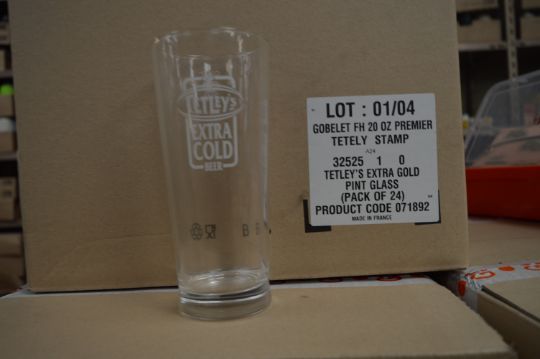 TETLEY'S
EXTRA
COLD
BEER
LOT : 01/04
GOBELET FH 20 OZ PREMIER
TETELY STAMP
A24
32525 1 0
TETLEY'S EXTRA GOLD
PINT GLASS
(PACK OF 24)
PRODUCT CODE 071892
MADE IN FRANCE